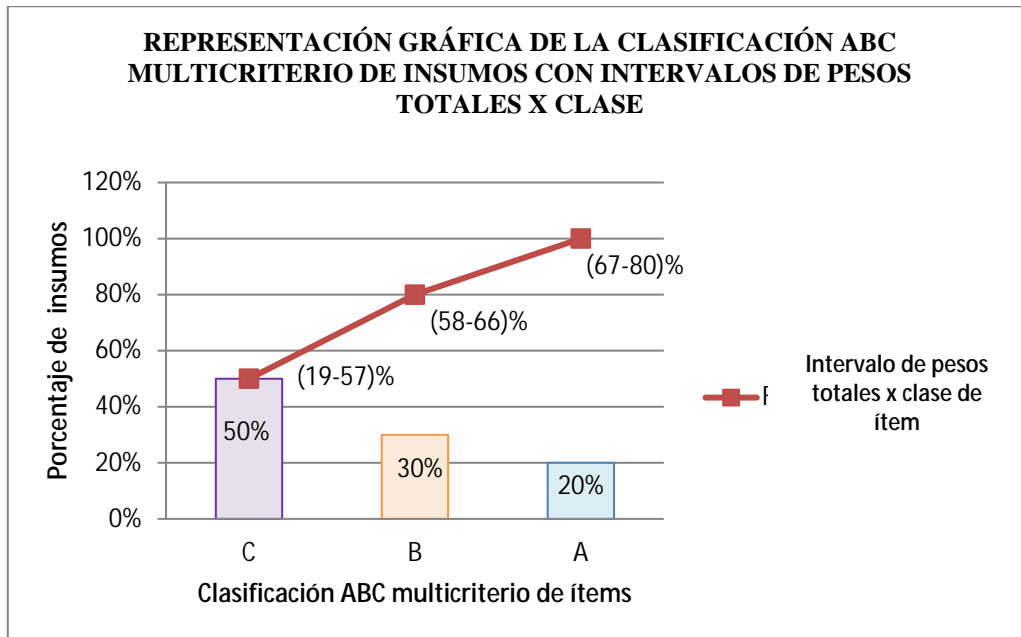 REPRESENTACIÓN GRÁFICA DE LA CLASIFICACIÓN ABC
MULTICRITERIO DE INSUMOS CON INTERVALOS DE PESOS
TOTALES X CLASE
120%
100%
80%
60%
40%
20%
0%
Porcentaje de insumos
(67-80)%
(58-66)%
(19-57)%
50%
30%
20%
C
B
A
Clasificación ABC multicriterio de ítems
Intervalo de pesos
totales x clase de
ítem